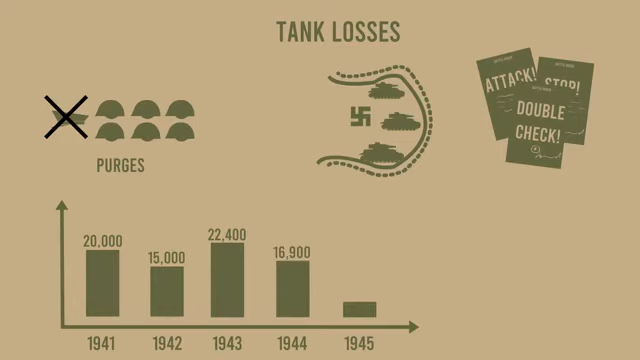 TANK LOSSES
ATTACK!
STOP!
DOUBLE
CHECK!
PURGES
20,000
15,000
22,400
16,900
1941
1942
1943
1944
1945